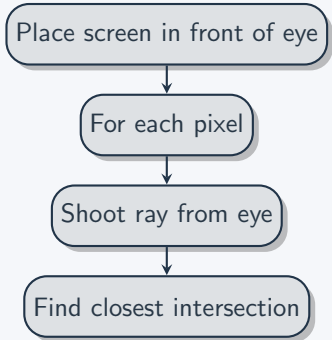 Place screen in front of eye
For each pixel
Shoot ray from eye
Find closest intersection